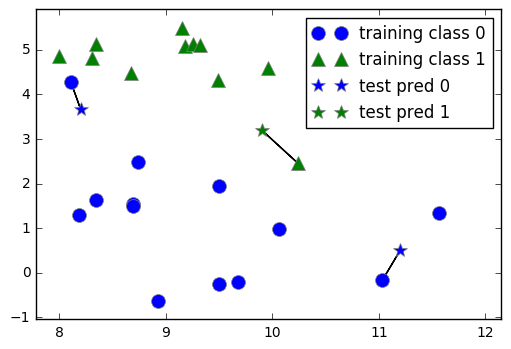 training class 0
training class 1
test pred 0
test pred 1
5
4
3
2
1
0
−1
8 9 10 11 12